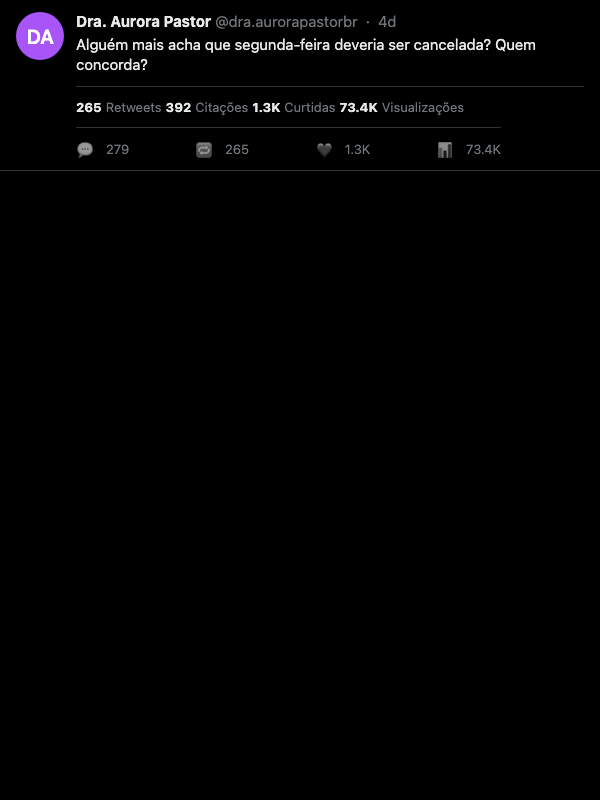 DA
Dra. Aurora Pastor @dra.aurorapastorbr · 4d
Alguém mais acha que segunda-feira deveria ser cancelada? Quem
concorda?
265 Retweets 392 Citações 1.3K Curtidas 73.4K Visualizações
279 265 1.3K 73.4K